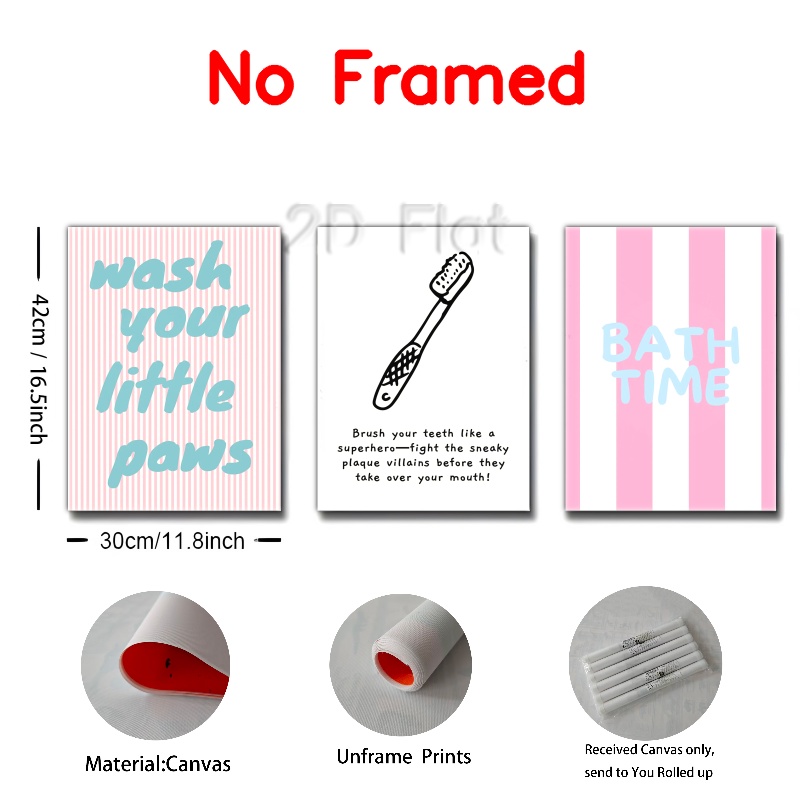 No Framed
2D Flat
wash
your
little
paws
Brush your teeth like a
superhero—fight the sneaky
plaque villains before they
take over your mouth!
BATH
TIME
42cm / 16.5inch
30cm/11.8inch
Material:Canvas
Unframe Prints
Received Canvas only,
send to You Rolled up